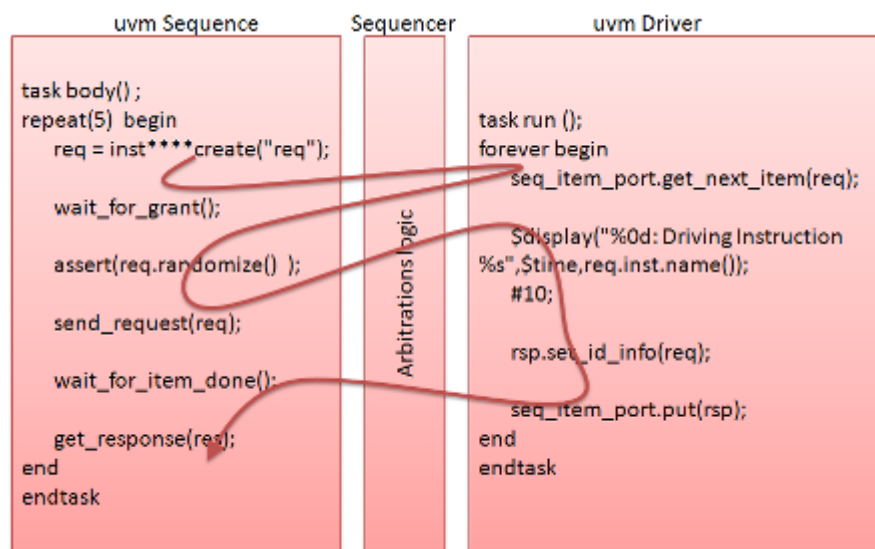 uvm Sequence
Sequencer
uvm Driver
task body() ;
repeat(5) begin
req = inst****create("req");
wait_for_grant();
assert(req.randomize() );
send_request(req);
wait_for_item_done();
get_response(res);
end
endtask
Arbitrations logic
task run ();
forever begin
seq_item_port.get_next_item(req);
$display("%0d: Driving Instruction
%s",$time,req.inst.name());
#10;
rsp.set_id_info(req);
seq_item_port.put(rsp);
end
endtask